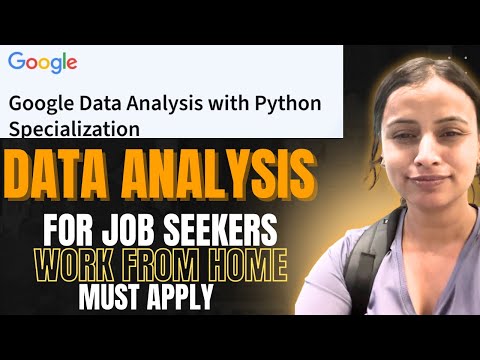 Google
Google Data Analysis with Python
Specialization
DATA ANALYSIS
FOR JOB SEEKERS
WORK FROM HOME
MUST APPLY